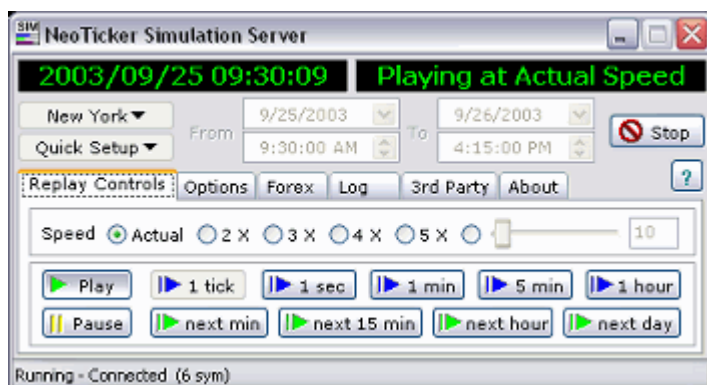 SIM NeoTicker Simulation Server
2003/09/25 09:30:09 Playing at Actual Speed
New York 9/25/2003 9/26/2003
From To Stop
Quick Setup 9:30:00 AM 4:15:00 PM
Replay Controls Options Forex Log 3rd Party About ?
Speed Actual 2 X 3 X 4 X 5 X 10
Play 1 tick 1 sec 1 min 5 min 1 hour
Pause next min next 15 min next hour next day
Running - Connected (6 sym)